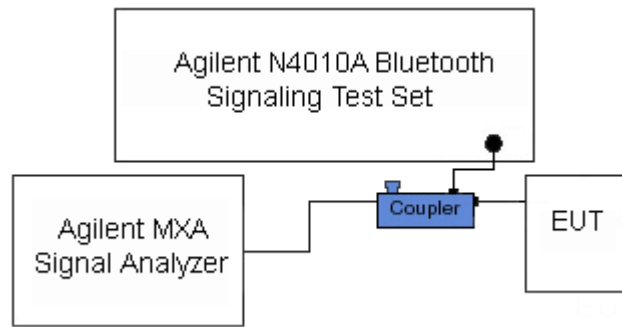 Agilent N4010A Bluetooth
Signaling Test Set
Agilent MXA
Signal Analyzer
Coupler
EUT